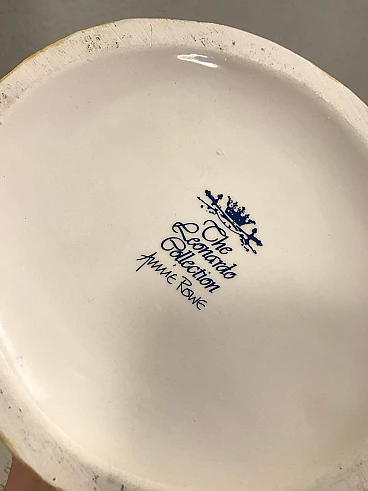 The
Leonardo
Collection
Annie Rowe